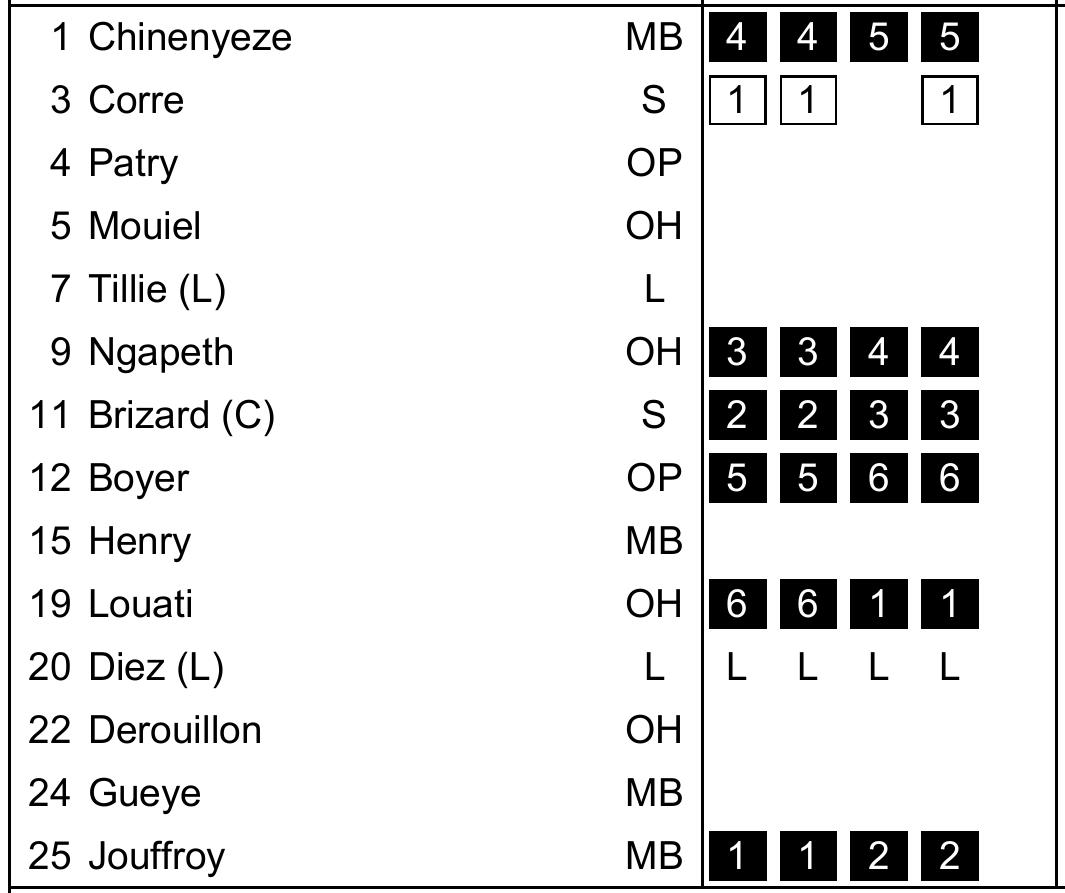 1 Chinenyeze MB 4 4 5 5
3 Corre S 1 1 1
4 Patry OP
5 Mouiel OH
7 Tillie (L) L
9 Ngapeth OH 3 3 4 4
11 Brizard (C) S 2 2 3 3
12 Boyer OP 5 5 6 6
15 Henry MB
19 Louati OH 6 6 1 1
20 Diez (L) L L L L L
22 Derouillon OH
24 Gueye MB
25 Jouffroy MB 1 1 2 2